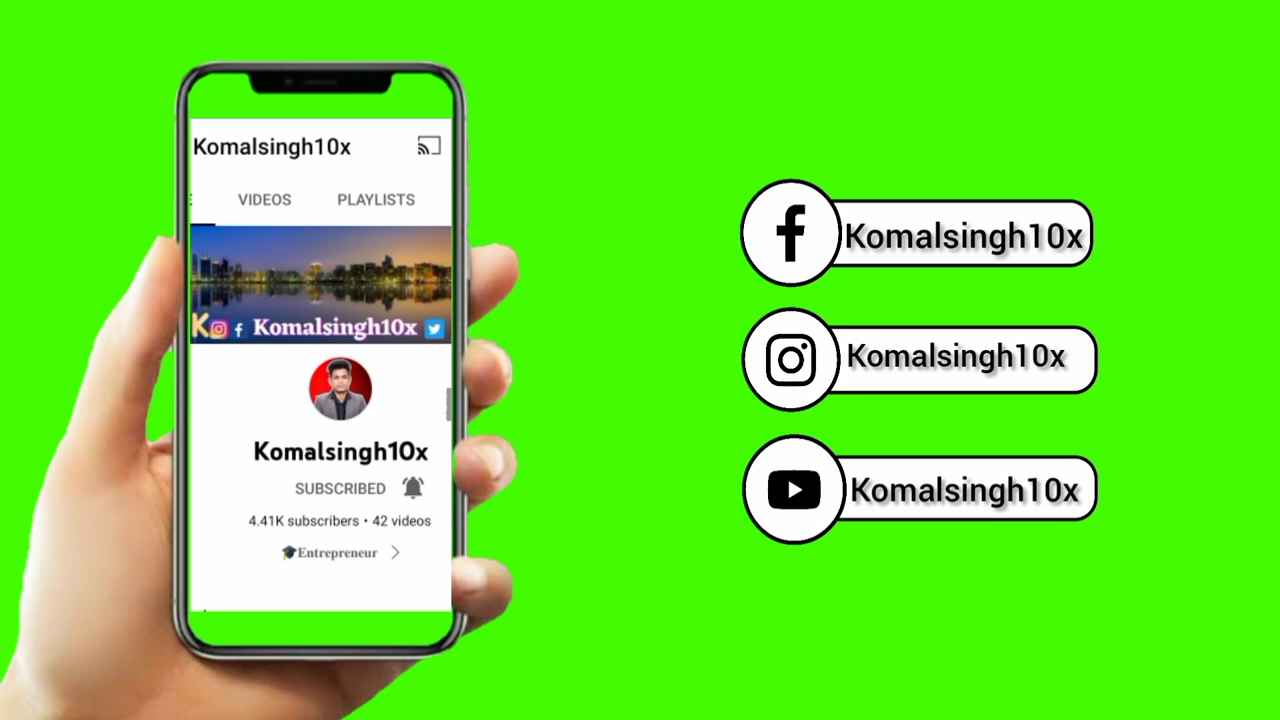 Komalsingh10x
VIDEOS PLAYLISTS
K Komalsingh10x
Komalsingh10x
SUBSCRIBED
4.41K subscribers • 42 videos
🎓Entrepreneur
Komalsingh10x
Komalsingh10x
Komalsingh10x